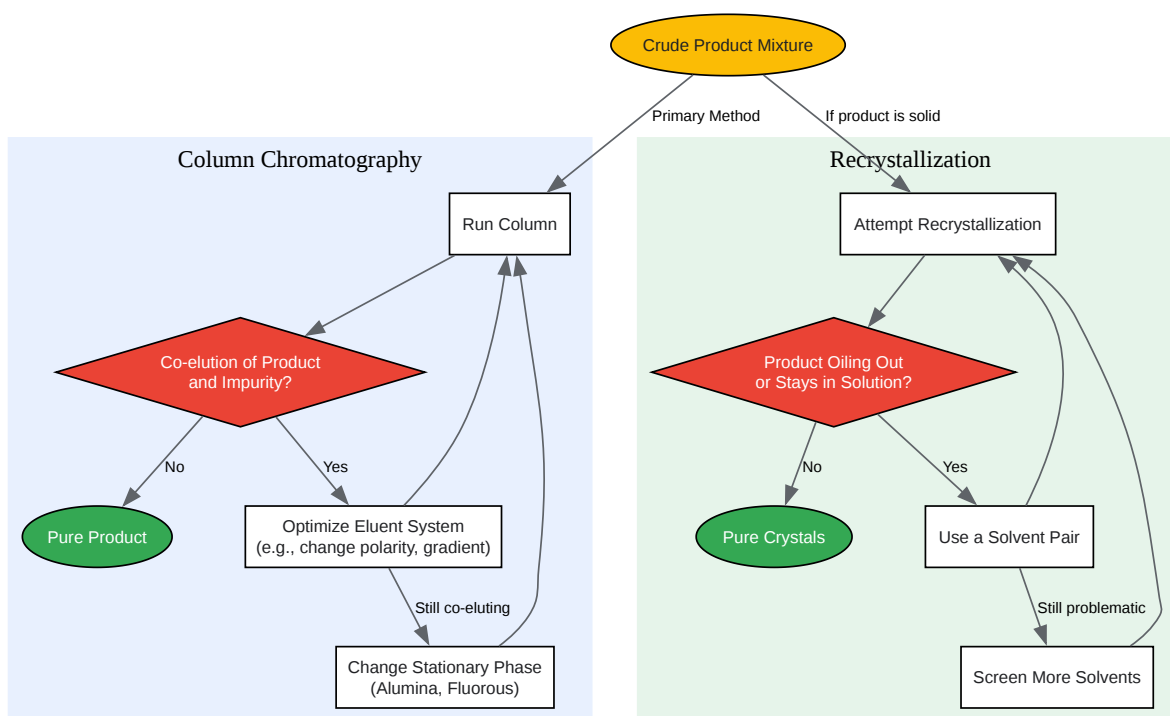 Crude Product Mixture
Primary Method
If product is solid
Column Chromatography
Run Column
Co-elution of Product
and Impurity?
No
Yes
Pure Product
Optimize Eluent System
(e.g., change polarity, gradient)
Still co-eluting
Change Stationary Phase
(Alumina, Fluorous)
Recrystallization
Attempt Recrystallization
Product Oiling Out
or Stays in Solution?
No
Yes
Pure Crystals
Use a Solvent Pair
Still problematic
Screen More Solvents